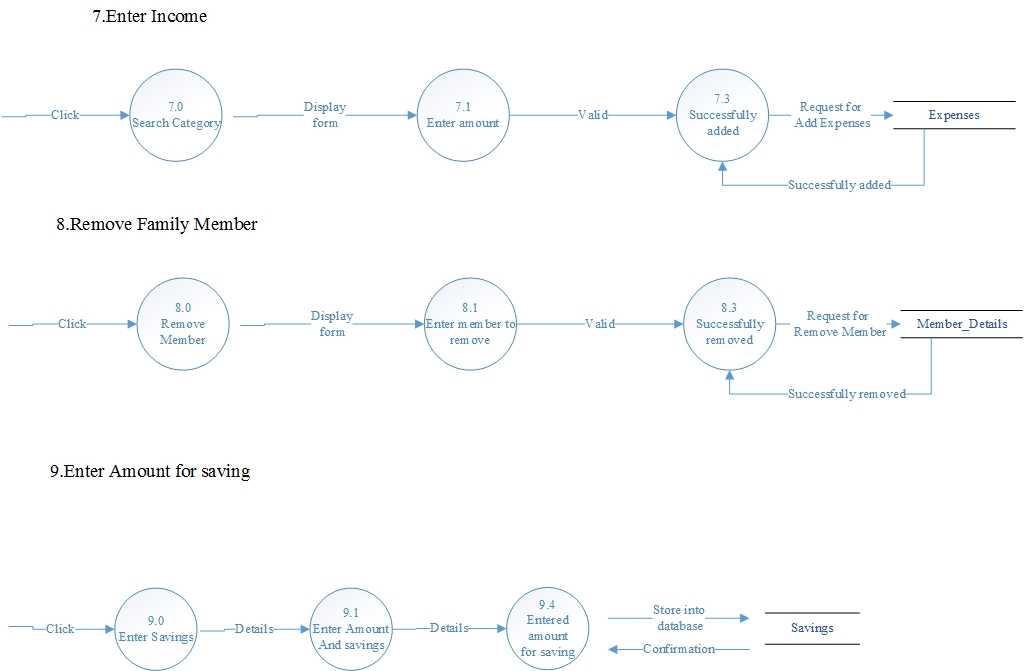 7.Enter Income
Click
7.0
Search Category
Display
form
7.1
Enter amount
Valid
7.3
Successfully
added
Request for
Add Expenses
Expenses
Successfully added
8.Remove Family Member
Click
8.0
Remove
Member
Display
form
8.1
Enter member to
remove
Valid
8.3
Successfully
removed
Request for
Remove Member
Member_Details
Successfully removed
9.Enter Amount for saving
Click
9.0
Enter Savings
Details
9.1
Enter Amount
And savings
Details
9.4
Entered
amount
for saving
Store into
database
Confirmation
Savings